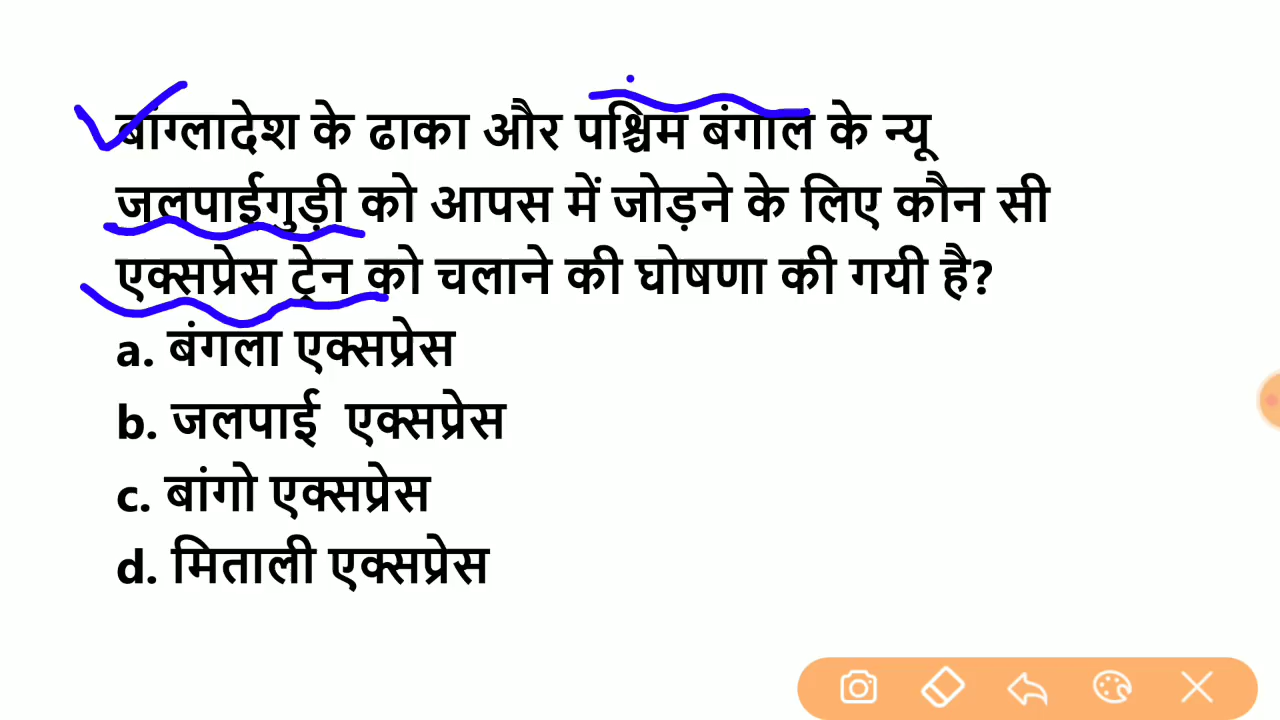 बांग्लादेश के ढाका और पश्चिम बंगाल के न्यू
जलपाईगुड़ी को आपस में जोड़ने के लिए कौन सी
एक्सप्रेस ट्रेन को चलाने की घोषणा की गयी है?
a. बंगला एक्सप्रेस
b. जलपाई एक्सप्रेस
c. बांगो एक्सप्रेस
d. मिताली एक्सप्रेस